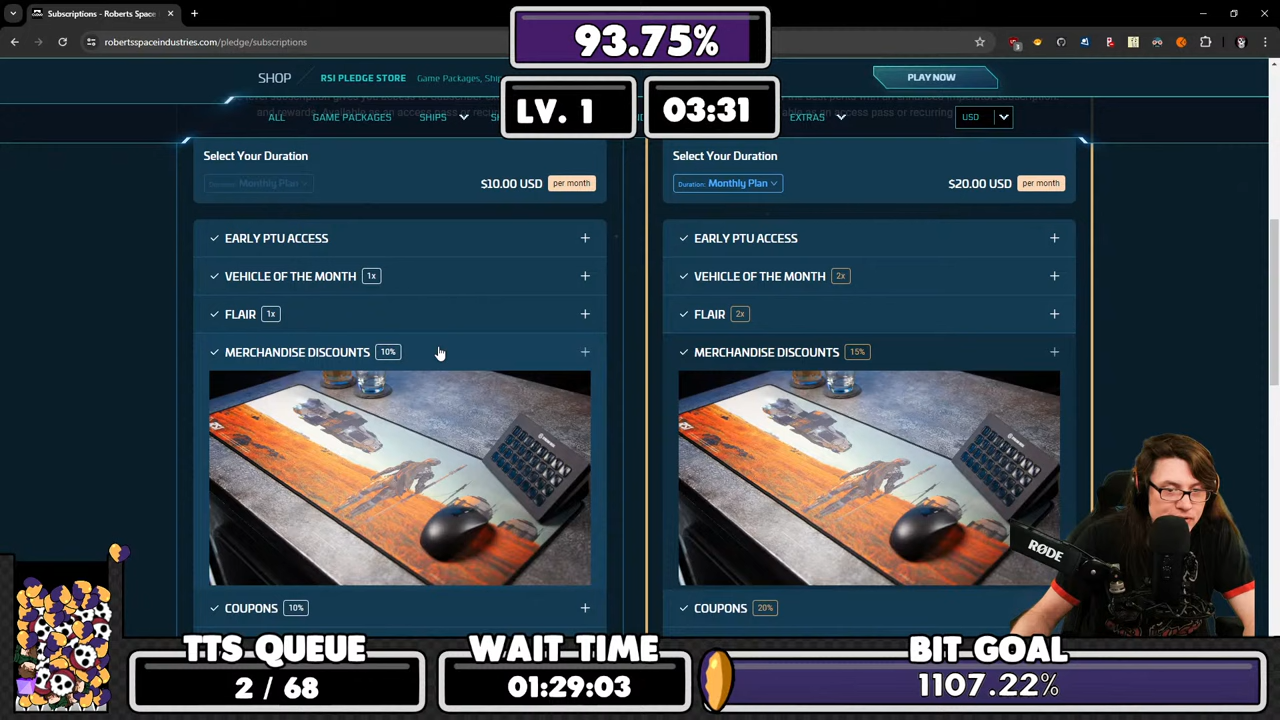 Subscriptions - Roberts Space
robertsspaceindustries.com/pledge/subscriptions
93.75%
SHOP
RSI PLEDGE STORE
Game Packages, Ship
PLAY NOW
LV. 1
03:31
ALL
GAME PACKAGES
SHIPS
EXTRAS
USD
Select Your Duration
Duration: Monthly Plan
$10.00 USD
per month
Select Your Duration
Duration: Monthly Plan
$20.00 USD
per month
EARLY PTU ACCESS
VEHICLE OF THE MONTH 1x
FLAIR 1x
MERCHANDISE DISCOUNTS 10%
COUPONS 10%
EARLY PTU ACCESS
VEHICLE OF THE MONTH 2x
FLAIR 2x
MERCHANDISE DISCOUNTS 15%
COUPONS 20%
RØDE
TTS QUEUE
2 / 68
WAIT TIME
01:29:03
BIT GOAL
1107.22%